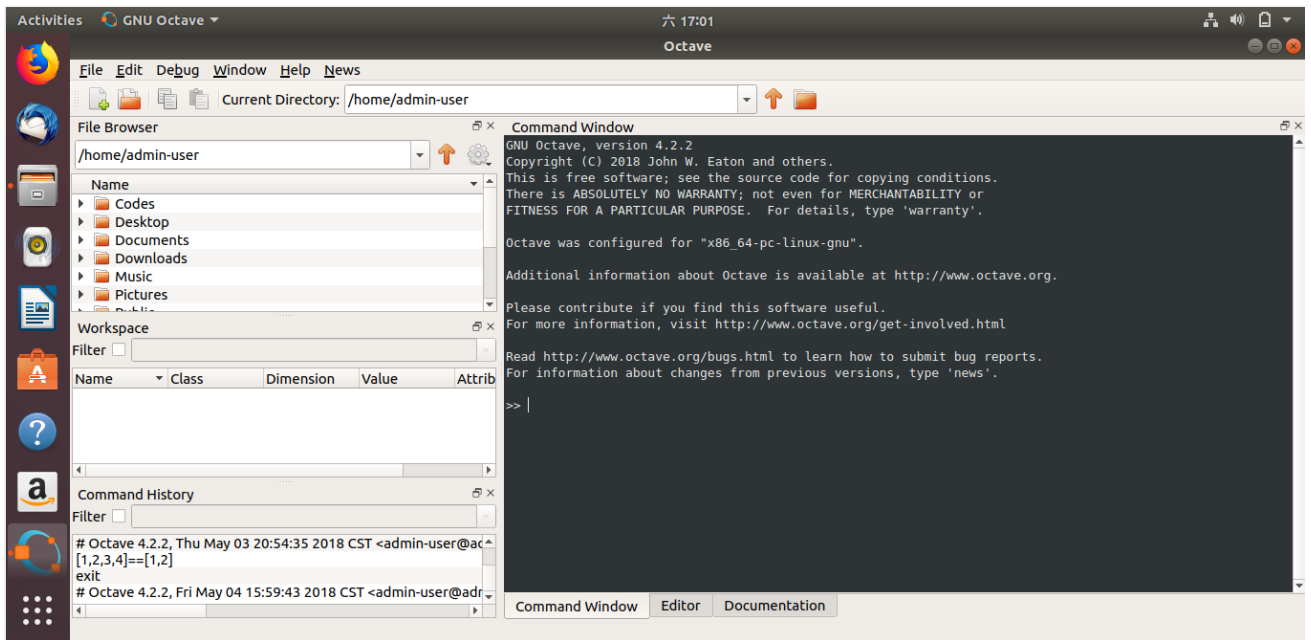 Activities GNU Octave 六 17:01
Octave
File Edit Debug Window Help News
Current Directory: /home/admin-user
File Browser
/home/admin-user
Name
Codes
Desktop
Documents
Downloads
Music
Pictures
Workspace
Filter
Name Class Dimension Value Attrib
Command History
Filter
# Octave 4.2.2, Thu May 03 20:54:35 2018 CST <admin-user@ad
[1,2,3,4]==[1,2]
exit
# Octave 4.2.2, Fri May 04 15:59:43 2018 CST <admin-user@adr
Command Window
GNU Octave, version 4.2.2
Copyright (C) 2018 John W. Eaton and others.
This is free software; see the source code for copying conditions.
There is ABSOLUTELY NO WARRANTY; not even for MERCHANTABILITY or
FITNESS FOR A PARTICULAR PURPOSE.  For details, type 'warranty'.
Octave was configured for "x86_64-pc-linux-gnu".
Additional information about Octave is available at http://www.octave.org.
Please contribute if you find this software useful.
For more information, visit http://www.octave.org/get-involved.html
Read http://www.octave.org/bugs.html to learn how to submit bug reports.
For information about changes from previous versions, type 'news'.
>>
Command Window Editor Documentation